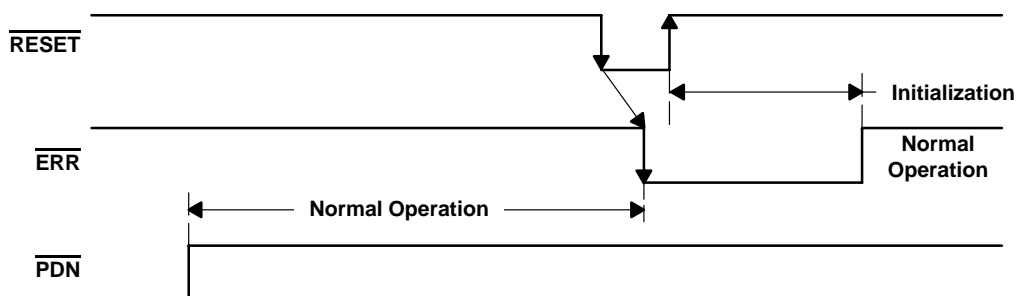 RESET
Initialization
ERR
Normal
Operation
Normal Operation
PDN